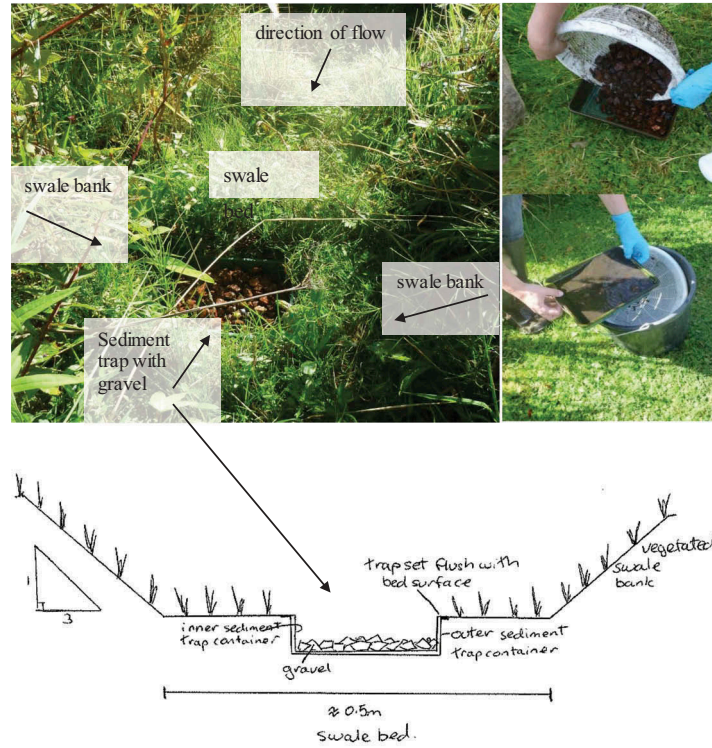 direction of flow
swale bank
swale
bed
swale bank
Sediment
trap with
gravel
trap set flush with
bed surface
vegetated
swale
bank
1
3
inner sediment
trap container
outer sediment
trap container
gravel
≈ 0.5m
swale bed.